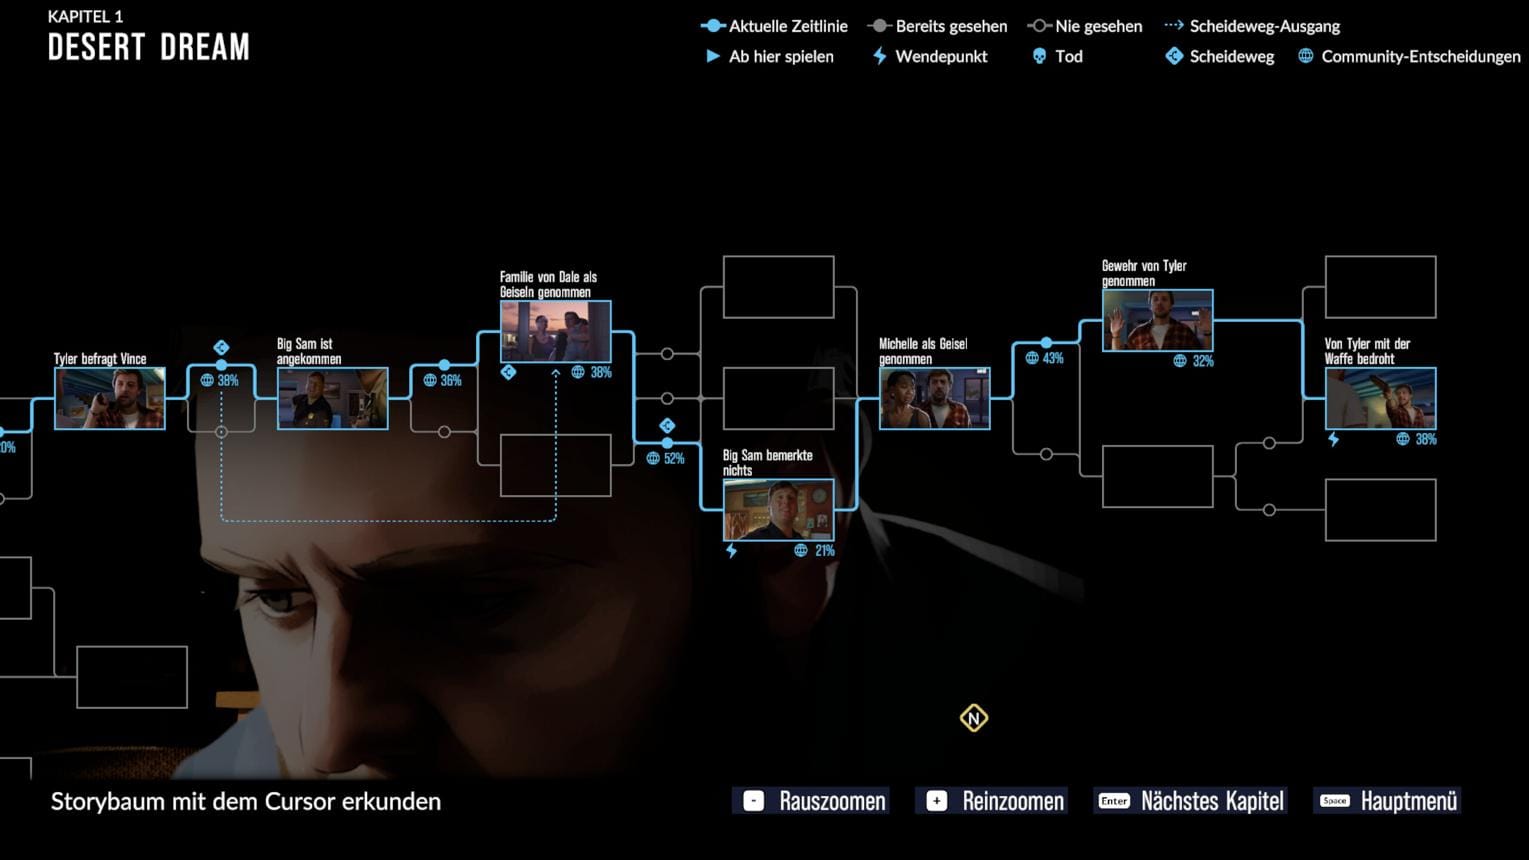 KAPITEL 1
DESERT DREAM
Aktuelle Zeitlinie
Bereits gesehen
Nie gesehen
Scheideweg-Ausgang
Ab hier spielen
Wendepunkt
Tod
Scheideweg
Community-Entscheidungen
Tyler befragt Vince
38%
Big Sam ist
angekommen
36%
Familie von Dale als
Geiseln genommen
38%
52%
Big Sam bemerkte
nichts
21%
Michelle als Geisel
genommen
43%
Gewehr von Tyler
genommen
32%
Von Tyler mit der
Waffe bedroht
38%
N
Storybaum mit dem Cursor erkunden
- Rauszoomen
+ Reinzoomen
Enter Nächstes Kapitel
Space Hauptmenü